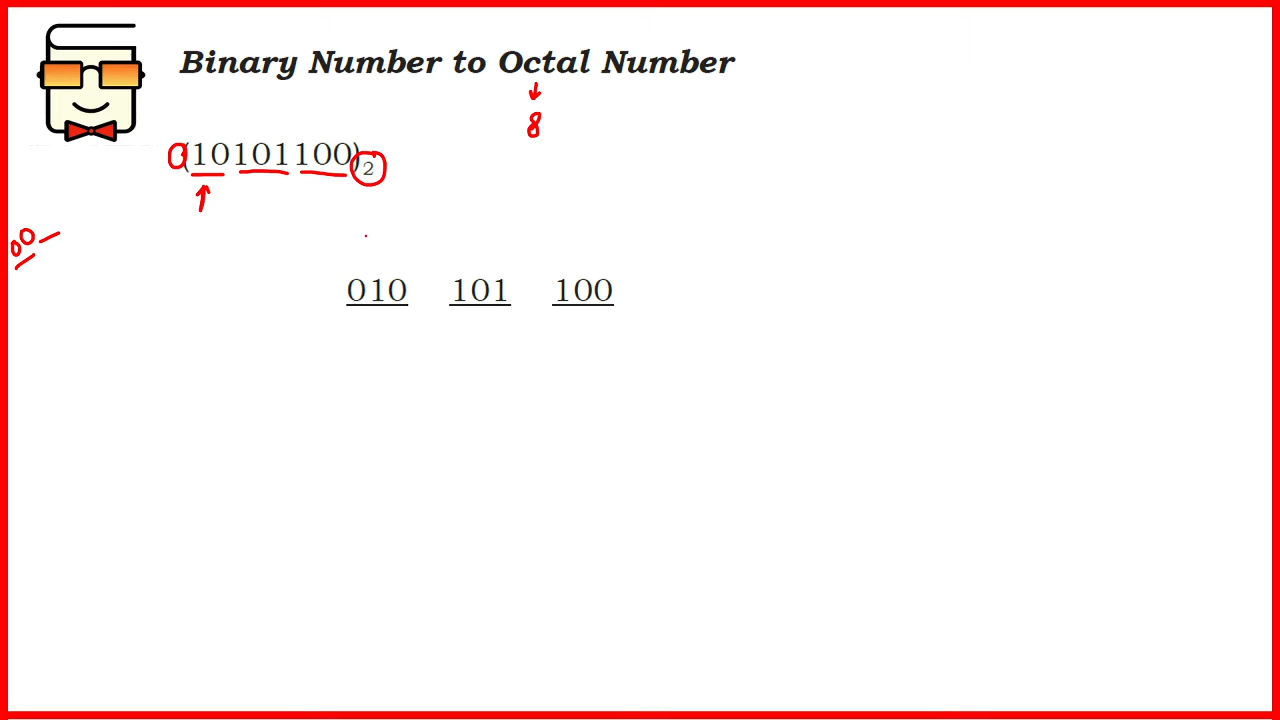 Binary Number to Octal Number
8
0(10101100)2
00 –
010 101 100